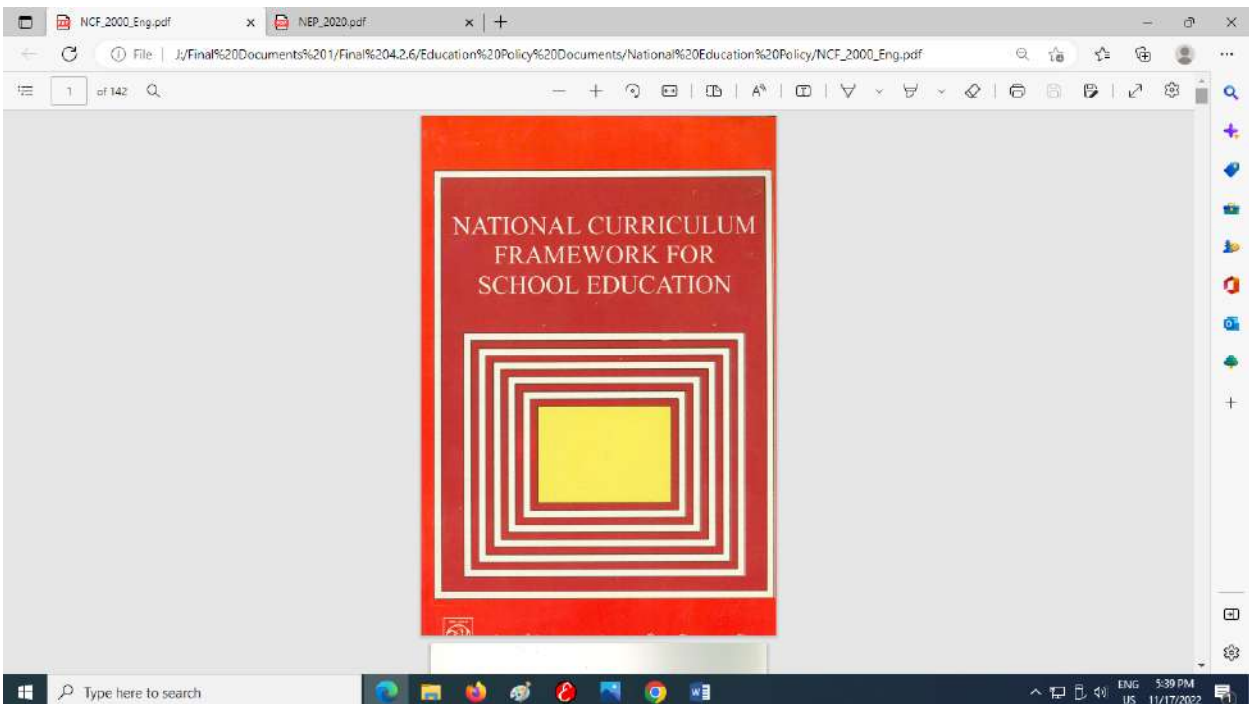 NCF_2000_Eng.pdf
NEP_2020.pdf
File
J:/Final%20Documents%201/Final%204.2.6/Education%20Policy%20Documents/National%20Education%20Policy/NCF_2000_Eng.pdf
1 of 142
NATIONAL CURRICULUM
FRAMEWORK FOR
SCHOOL EDUCATION
Type here to search
ENG 5:39 PM
US 11/17/2022